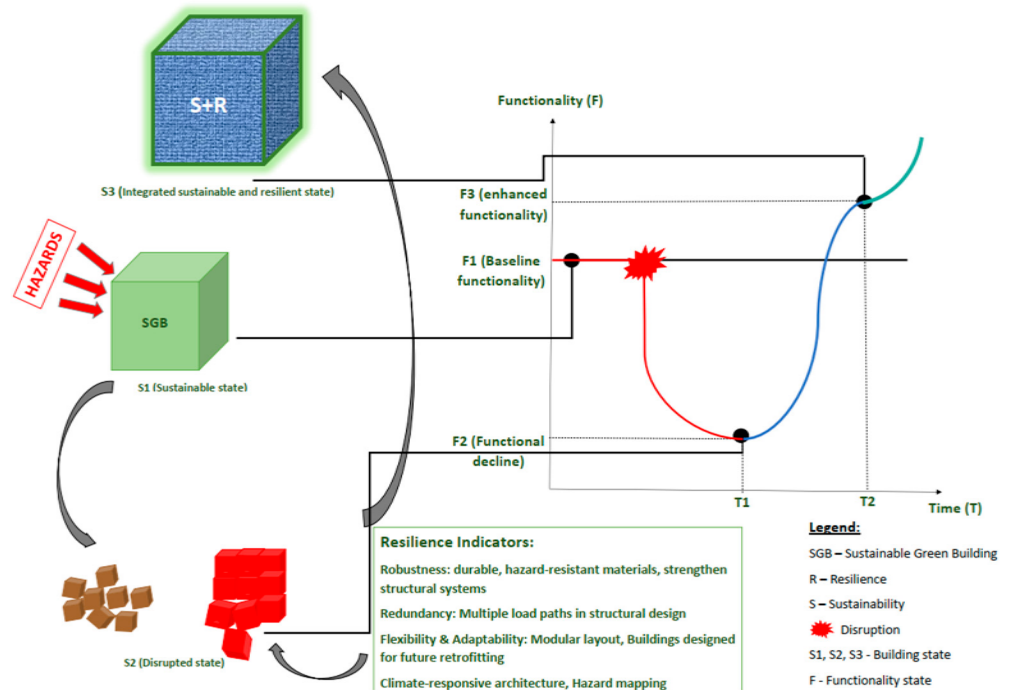 S+R
S3 (Integrated sustainable and resilient state)
HAZARDS
SGB
S1 (Sustainable state)
S2 (Disrupted state)
Functionality (F)
F3 (enhanced
functionality)
F1 (Baseline
functionality)
F2 (Functional
decline)
T1
T2
Time (T)
Resilience Indicators:
Robustness: durable, hazard-resistant materials, strengthen
structural systems
Redundancy: Multiple load paths in structural design
Flexibility & Adaptability: Modular layout, Buildings designed
for future retrofitting
Climate-responsive architecture, Hazard mapping
Legend:
SGB – Sustainable Green Building
R – Resilience
S – Sustainability
Disruption
S1, S2, S3 - Building state
F - Functionality state